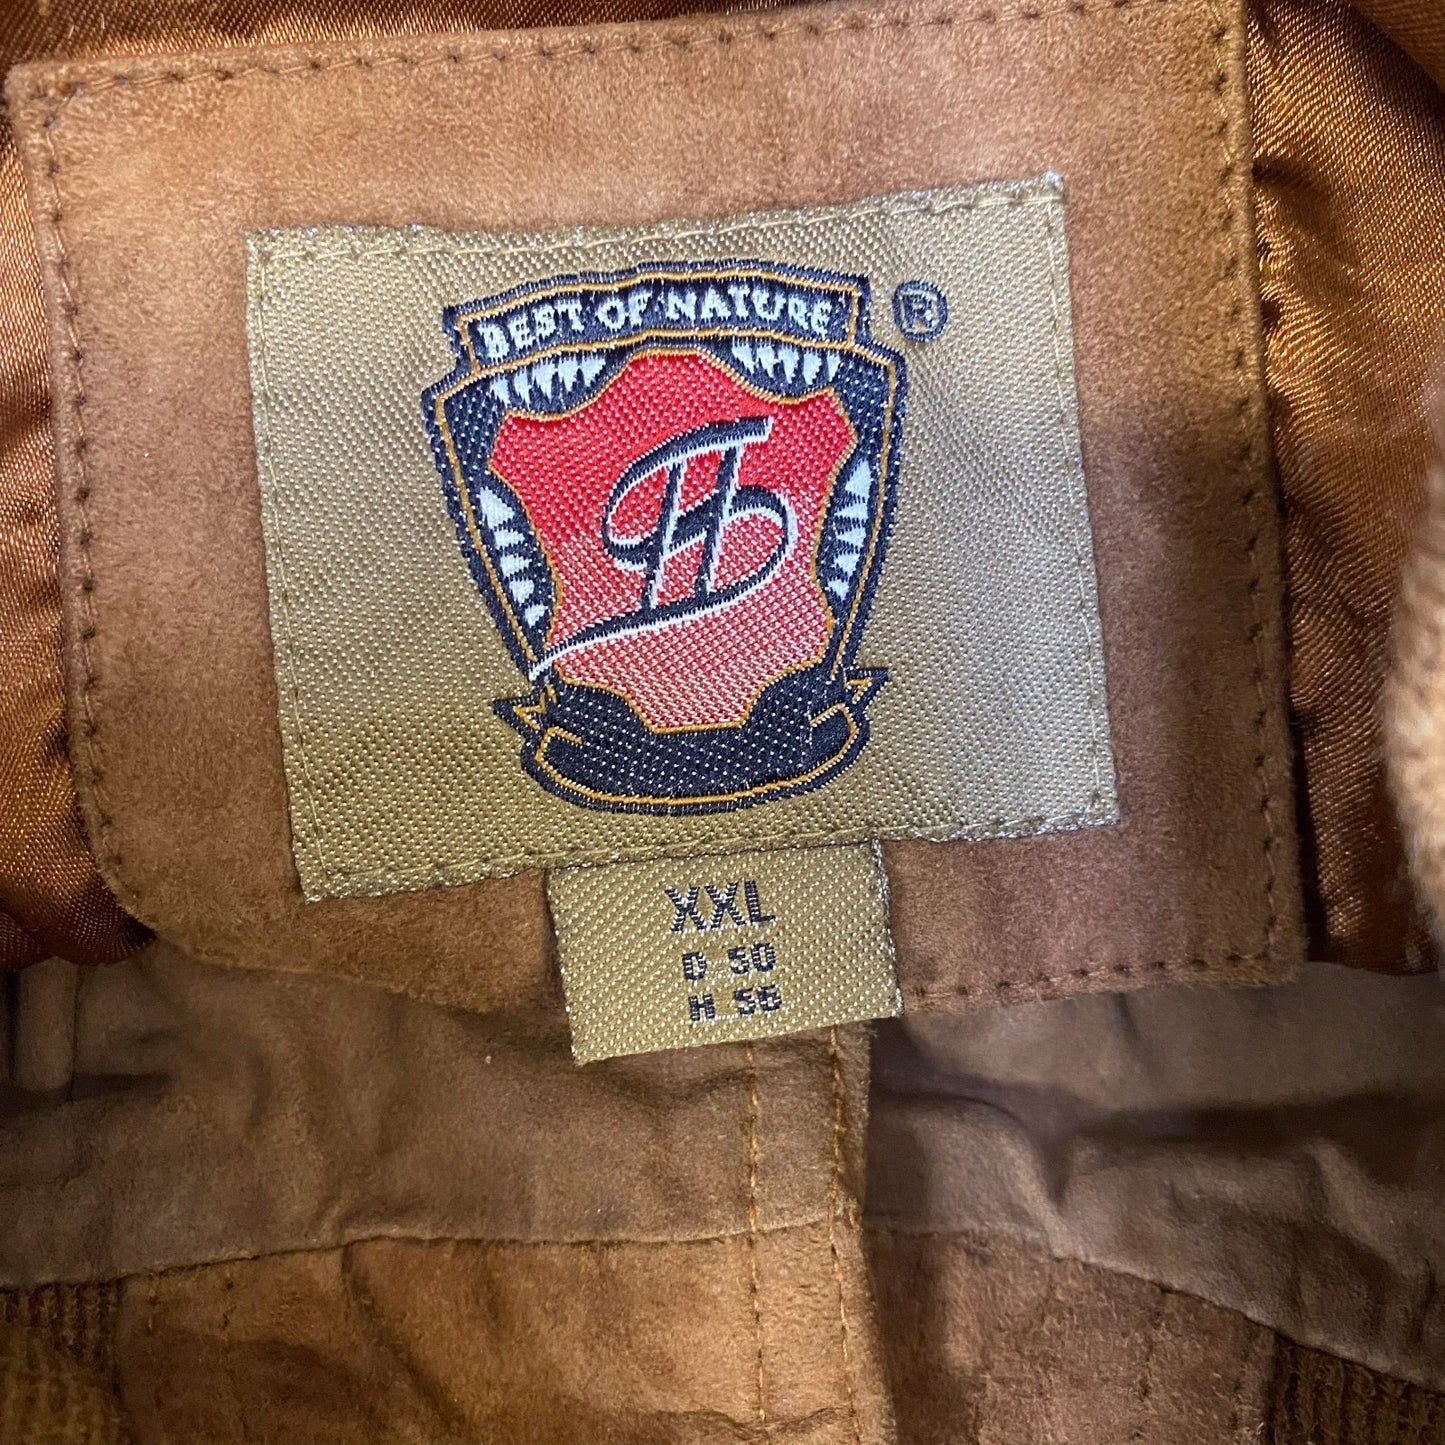 BEST OF NATURE ®
H
XXL
D 50
H 56